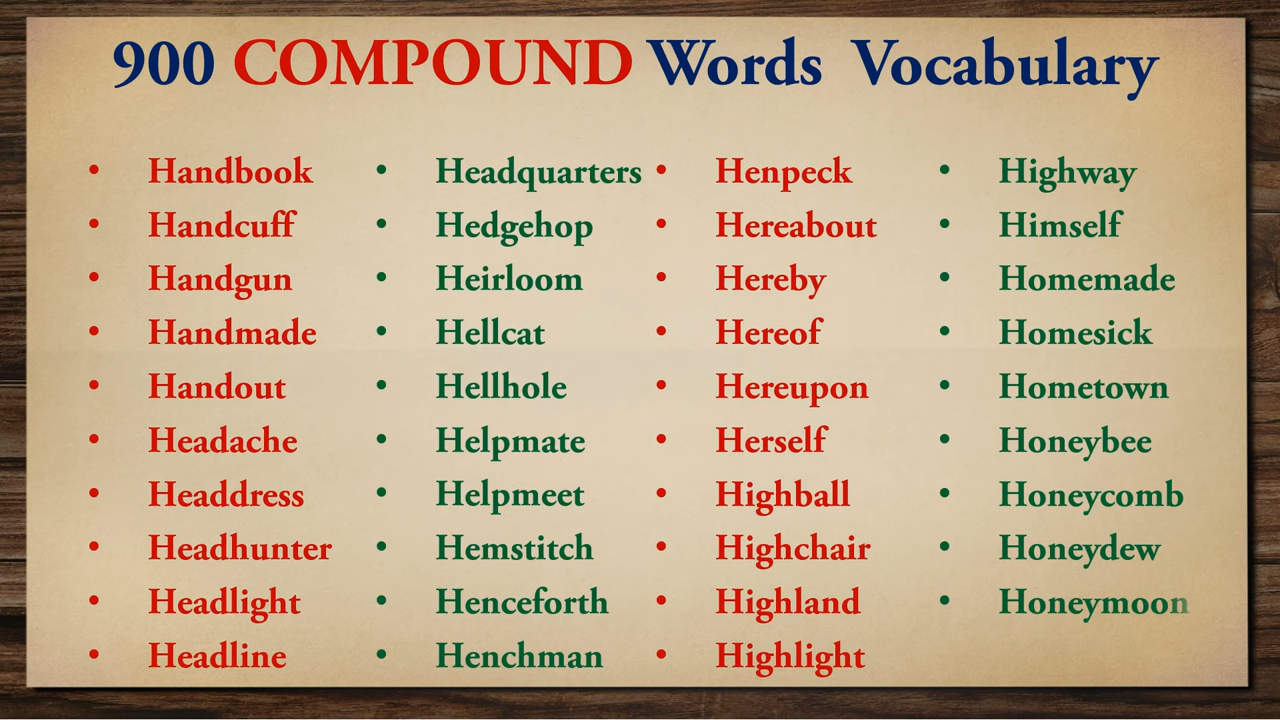 900 COMPOUND Words Vocabulary
• Handbook
• Handcuff
• Handgun
• Handmade
• Handout
• Headache
• Headdress
• Headhunter
• Headlight
• Headline
• Headquarters
• Hedgehop
• Heirloom
• Hellcat
• Hellhole
• Helpmate
• Helpmeet
• Hemstitch
• Henceforth
• Henchman
• Henpeck
• Hereabout
• Hereby
• Hereof
• Hereupon
• Herself
• Highball
• Highchair
• Highland
• Highlight
• Highway
• Himself
• Homemade
• Homesick
• Hometown
• Honeybee
• Honeycomb
• Honeydew
• Honeymoon